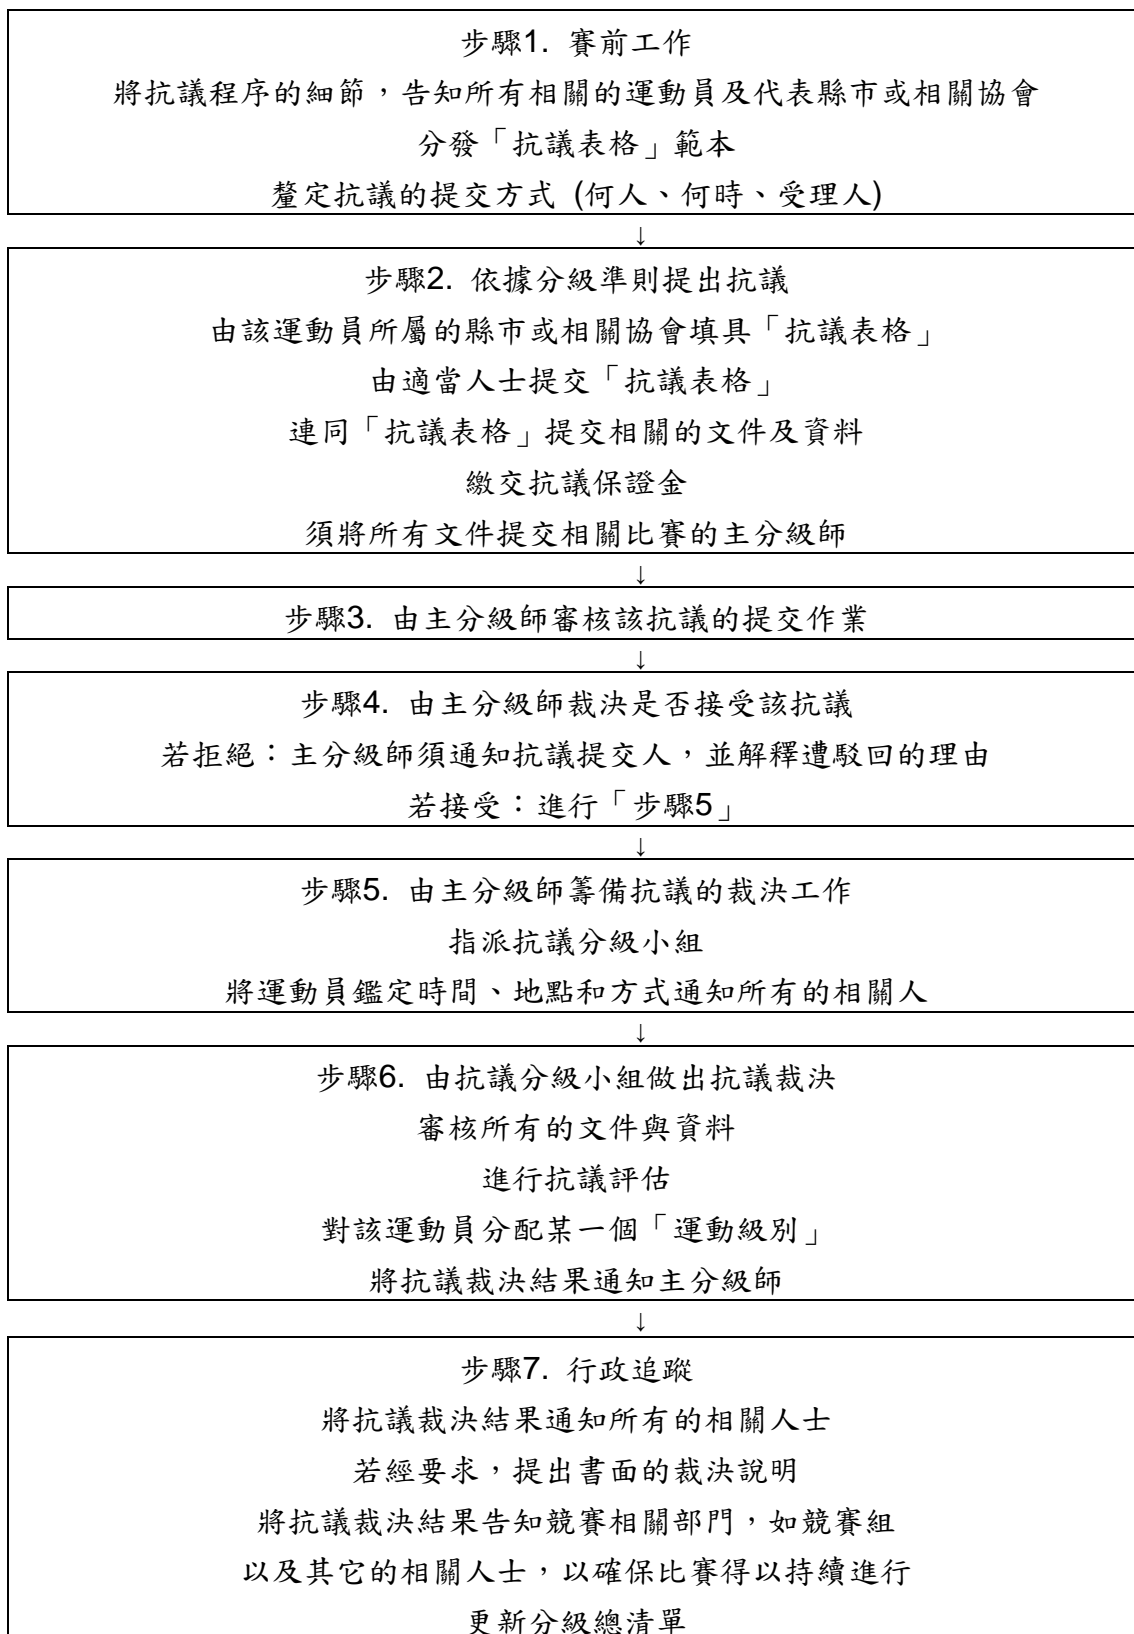 步驟1. 賽前工作
將抗議程序的細節，告知所有相關的運動員及代表縣市或相關協會
分發「抗議表格」範本
釐定抗議的提交方式 (何人、何時、受理人)
↓
步驟2. 依據分級準則提出抗議
由該運動員所屬的縣市或相關協會填具「抗議表格」
由適當人士提交「抗議表格」
連同「抗議表格」提交相關的文件及資料
繳交抗議保證金
須將所有文件提交相關比賽的主分級師
↓
步驟3. 由主分級師審核該抗議的提交作業
↓
步驟4. 由主分級師裁決是否接受該抗議
若拒絕：主分級師須通知抗議提交人，並解釋遭駁回的理由
若接受：進行「步驟5」
↓
步驟5. 由主分級師籌備抗議的裁決工作
指派抗議分級小組
將運動員鑑定時間、地點和方式通知所有的相關人
↓
步驟6. 由抗議分級小組做出抗議裁決
審核所有的文件與資料
進行抗議評估
對該運動員分配某一個「運動級別」
將抗議裁決結果通知主分級師
↓
步驟7. 行政追蹤
將抗議裁決結果通知所有的相關人士
若經要求，提出書面的裁決說明
將抗議裁決結果告知競賽相關部門，如競賽組
以及其它的相關人士，以確保比賽得以持續進行
更新分級總清單